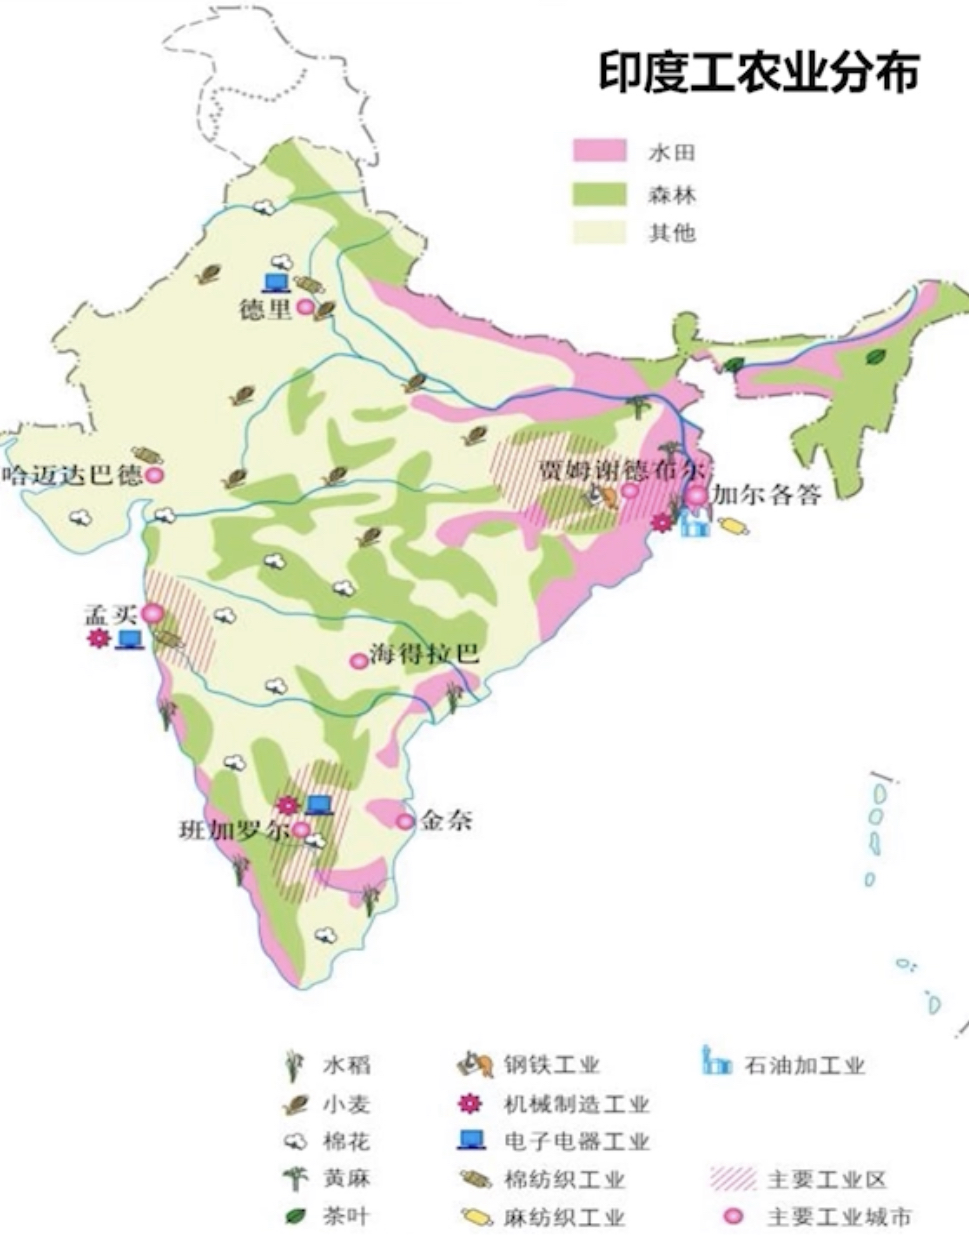 印度工农业分布
水田
森林
其他
德里
哈迈达巴德
贾姆谢德布尔
加尔各答
孟买
海得拉巴
班加罗尔
金奈
水稻
钢铁工业
石油加工业
小麦
机械制造工业
棉花
电子电器工业
黄麻
棉纺织工业
主要工业区
茶叶
麻纺织工业
主要工业城市